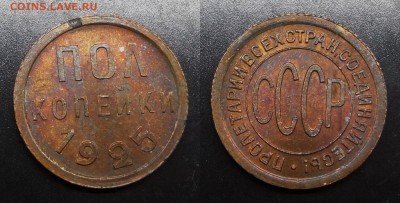 COINS.LAVE.RU
ПОЛ
КОПЕЙКИ
1925
ПРОЛЕТАРИИ ВСЕХ СТРАН, СОЕДИНЯЙТЕСЬ!
СССР